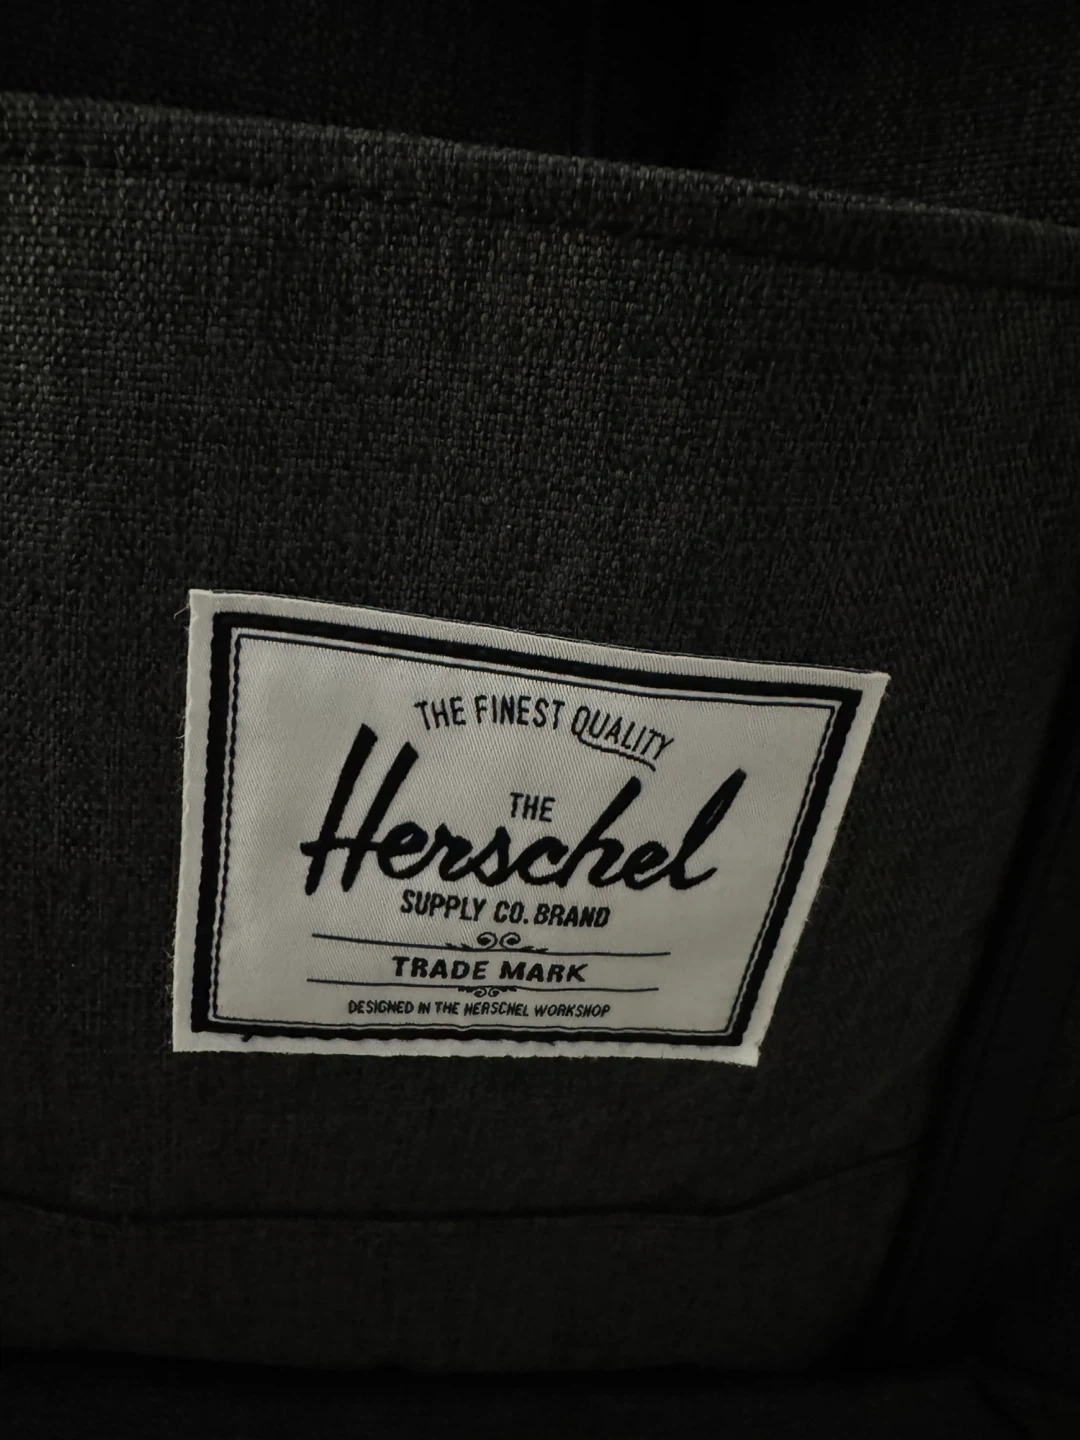 THE FINEST QUALITY
THE
Herschel
SUPPLY CO. BRAND
TRADE MARK
DESIGNED IN THE HERSCHEL WORKSHOP